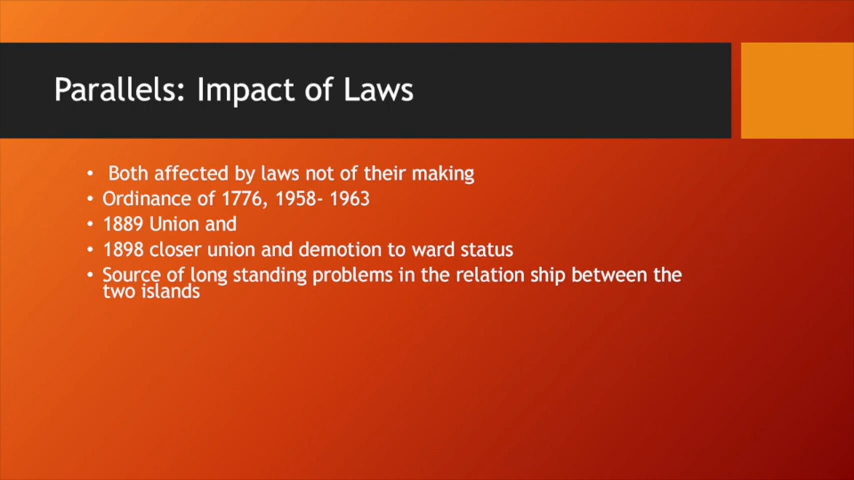 Parallels: Impact of Laws
• Both affected by laws not of their making
• Ordinance of 1776, 1958- 1963
• 1889 Union and
• 1898 closer union and demotion to ward status
• Source of long standing problems in the relation ship between the
two islands